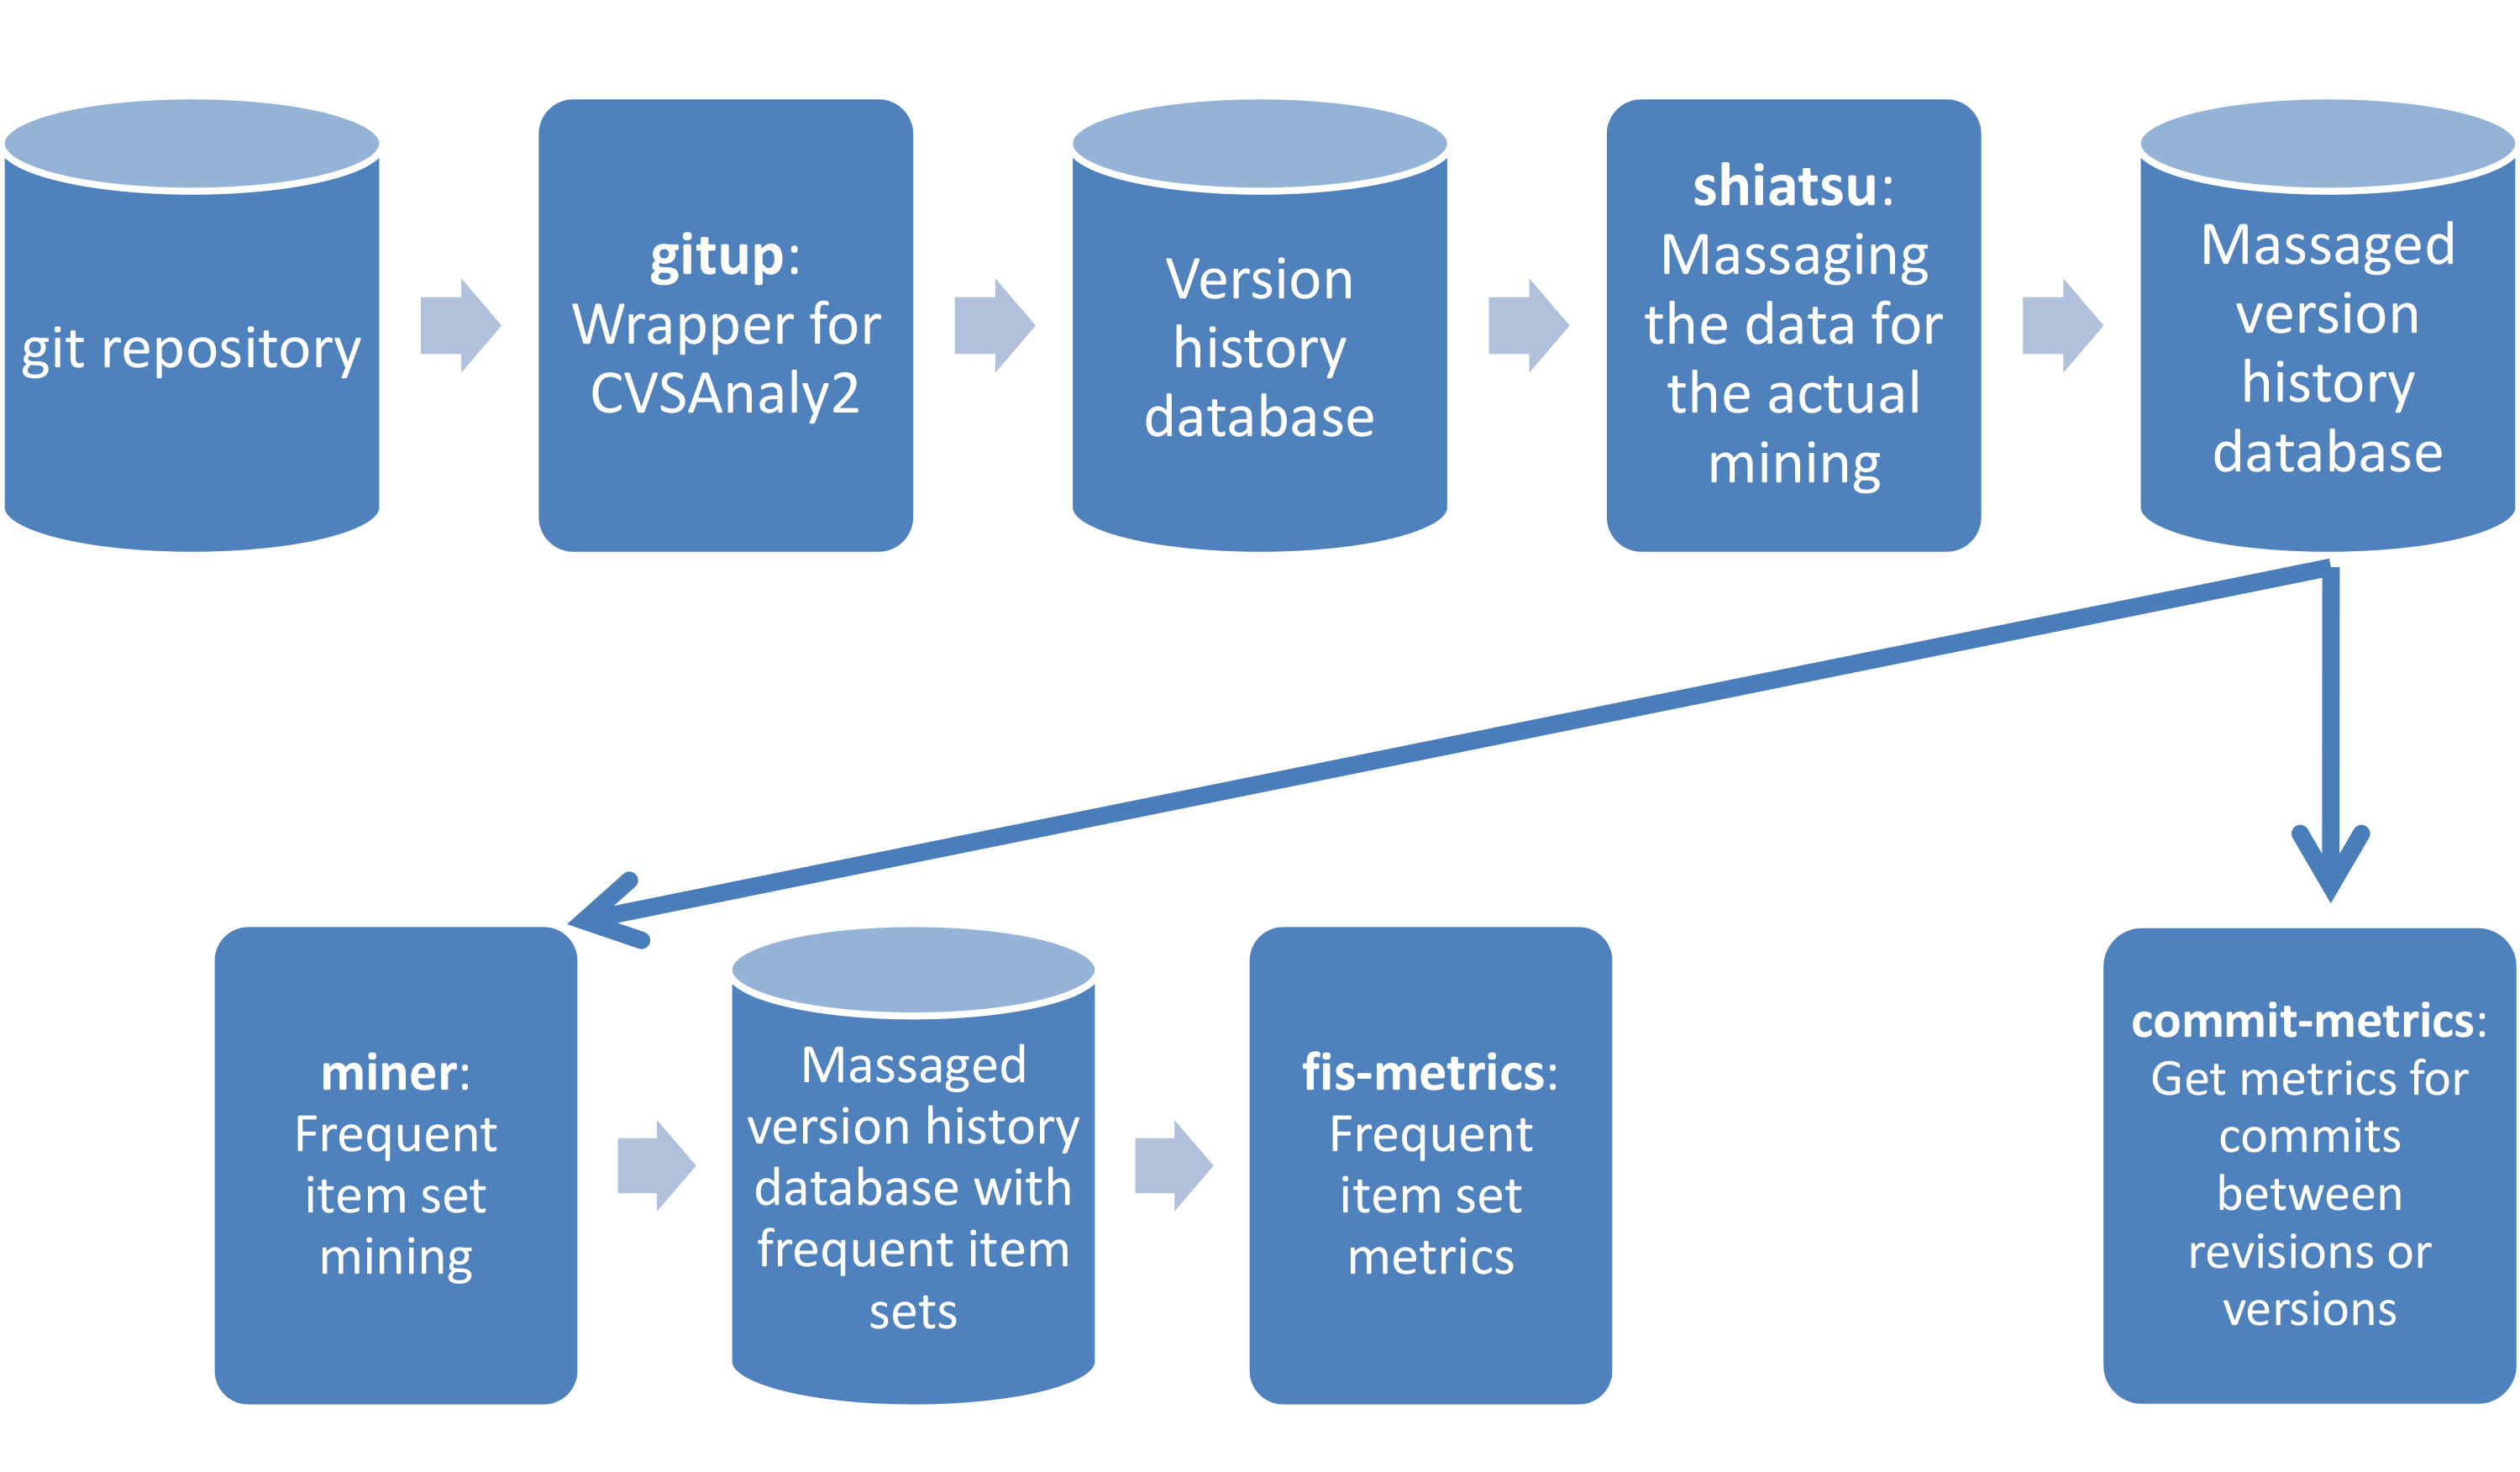 git repository
gitup:
Wrapper for
CVSAnaly2
Version
history
database
shiatsu:
Massaging
the data for
the actual
mining
Massaged
version
history
database
miner:
Frequent
item set
mining
Massaged
version history
database with
frequent item
sets
fis-metrics:
Frequent
item set
metrics
commit-metrics:
Get metrics for
commits
between
revisions or
versions